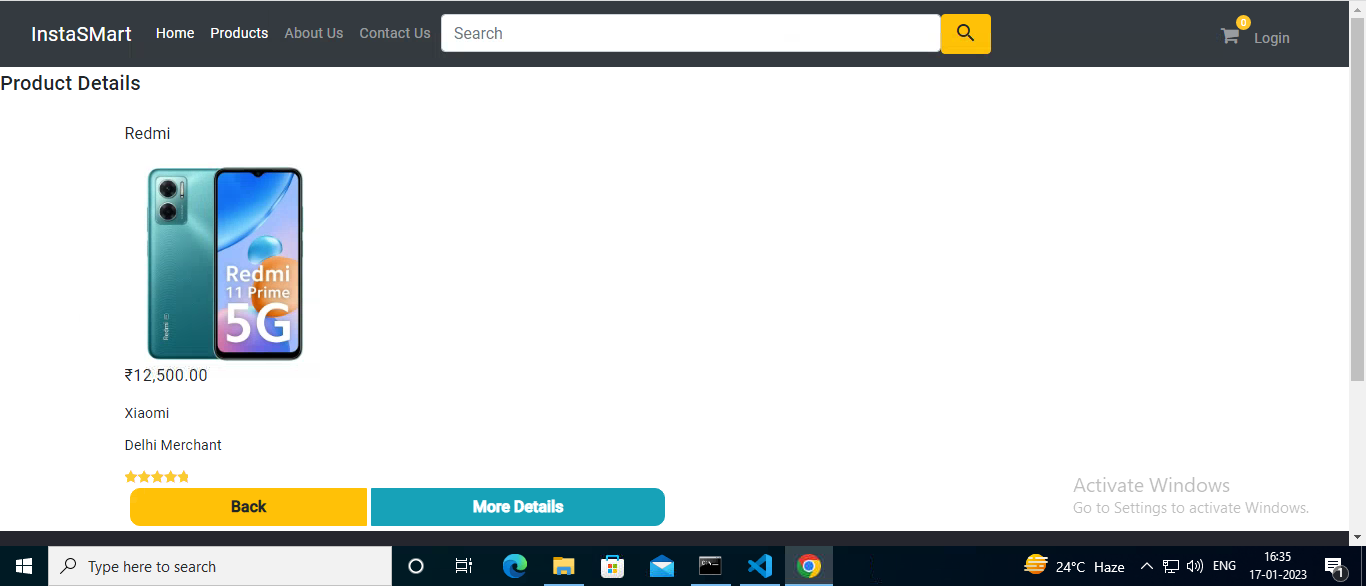 InstaSMart Home Products About Us Contact Us Search 0 Login
Product Details
Redmi
Redmi
11 Prime
5G
Redmi
₹12,500.00
Xiaomi
Delhi Merchant
Back More Details
Activate Windows
Go to Settings to activate Windows.
Type here to search 24°C Haze ENG 16:35
17-01-2023 1